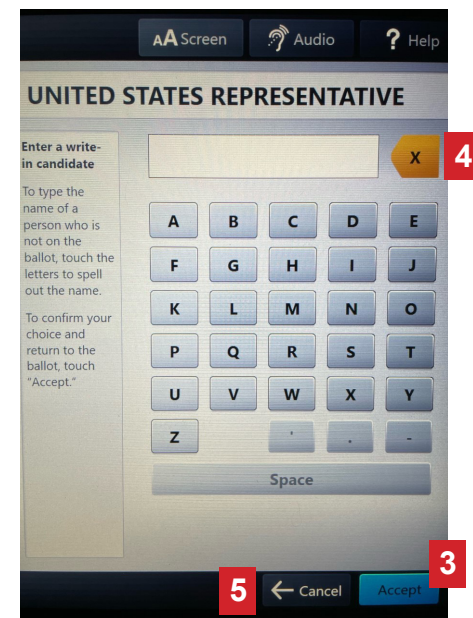 AA Screen Audio ? Help
UNITED STATES REPRESENTATIVE
Enter a write-
in candidate
To type the
name of a
person who is
not on the
ballot, touch the
letters to spell
out the name.
To confirm your
choice and
return to the
ballot, touch
"Accept."
X 4
A B C D E
F G H I J
K L M N O
P Q R S T
U V W X Y
Z ' . -
Space
3
5 ← Cancel Accept